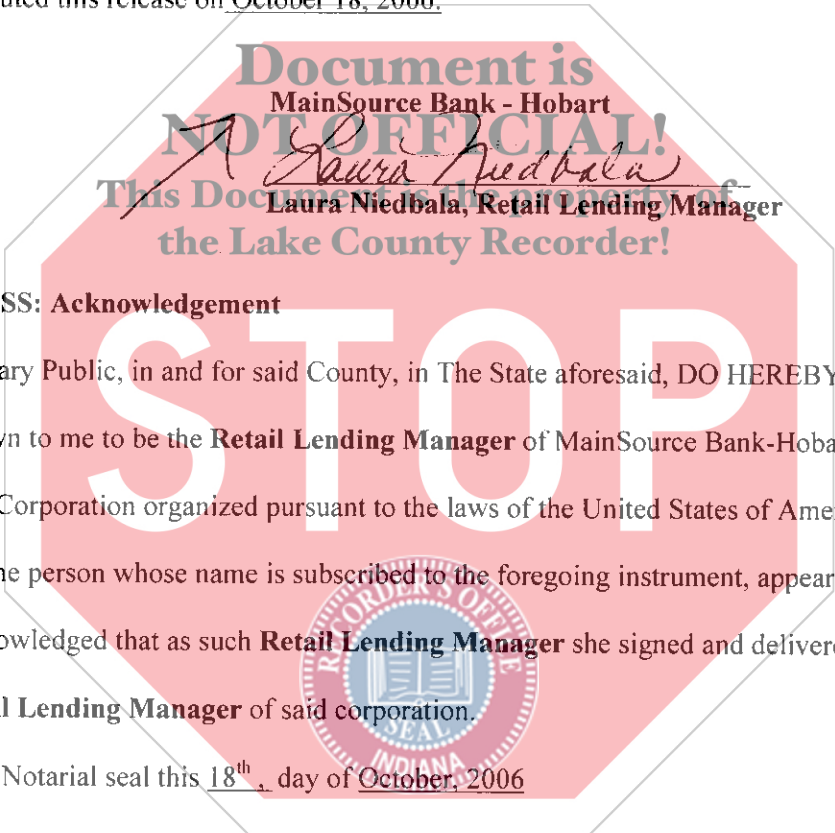 this release on October 18, 2006.
Document is
MainSource Bank - Hobart
NOT OFFICIAL!
Laura Niedbala
This Document is the property of
Laura Niedbala, Retail Lending Manager
the Lake County Recorder!
SS: Acknowledgement
STOP
ary Public, in and for said County, in The State aforesaid, DO HEREBY
wn to me to be the Retail Lending Manager of MainSource Bank-Hoba
Corporation organized pursuant to the laws of the United States of Ame
he person whose name is subscribed to the foregoing instrument, appear
owledged that as such Retail Lending Manager she signed and delivere
l Lending Manager of said corporation.
Notarial seal this 18th, day of October, 2006
RECORDER'S OFFICE
SEAL
INDIANA